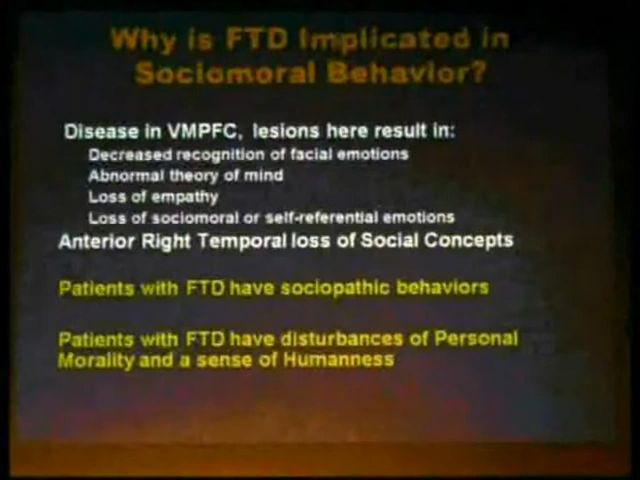 Why is FTD Implicated in
Sociomoral Behavior?
Disease in VMPFC, lesions here result in:
Decreased recognition of facial emotions
Abnormal theory of mind
Loss of empathy
Loss of sociomoral or self-referential emotions
Anterior Right Temporal loss of Social Concepts
Patients with FTD have sociopathic behaviors
Patients with FTD have disturbances of Personal
Morality and a sense of Humanness